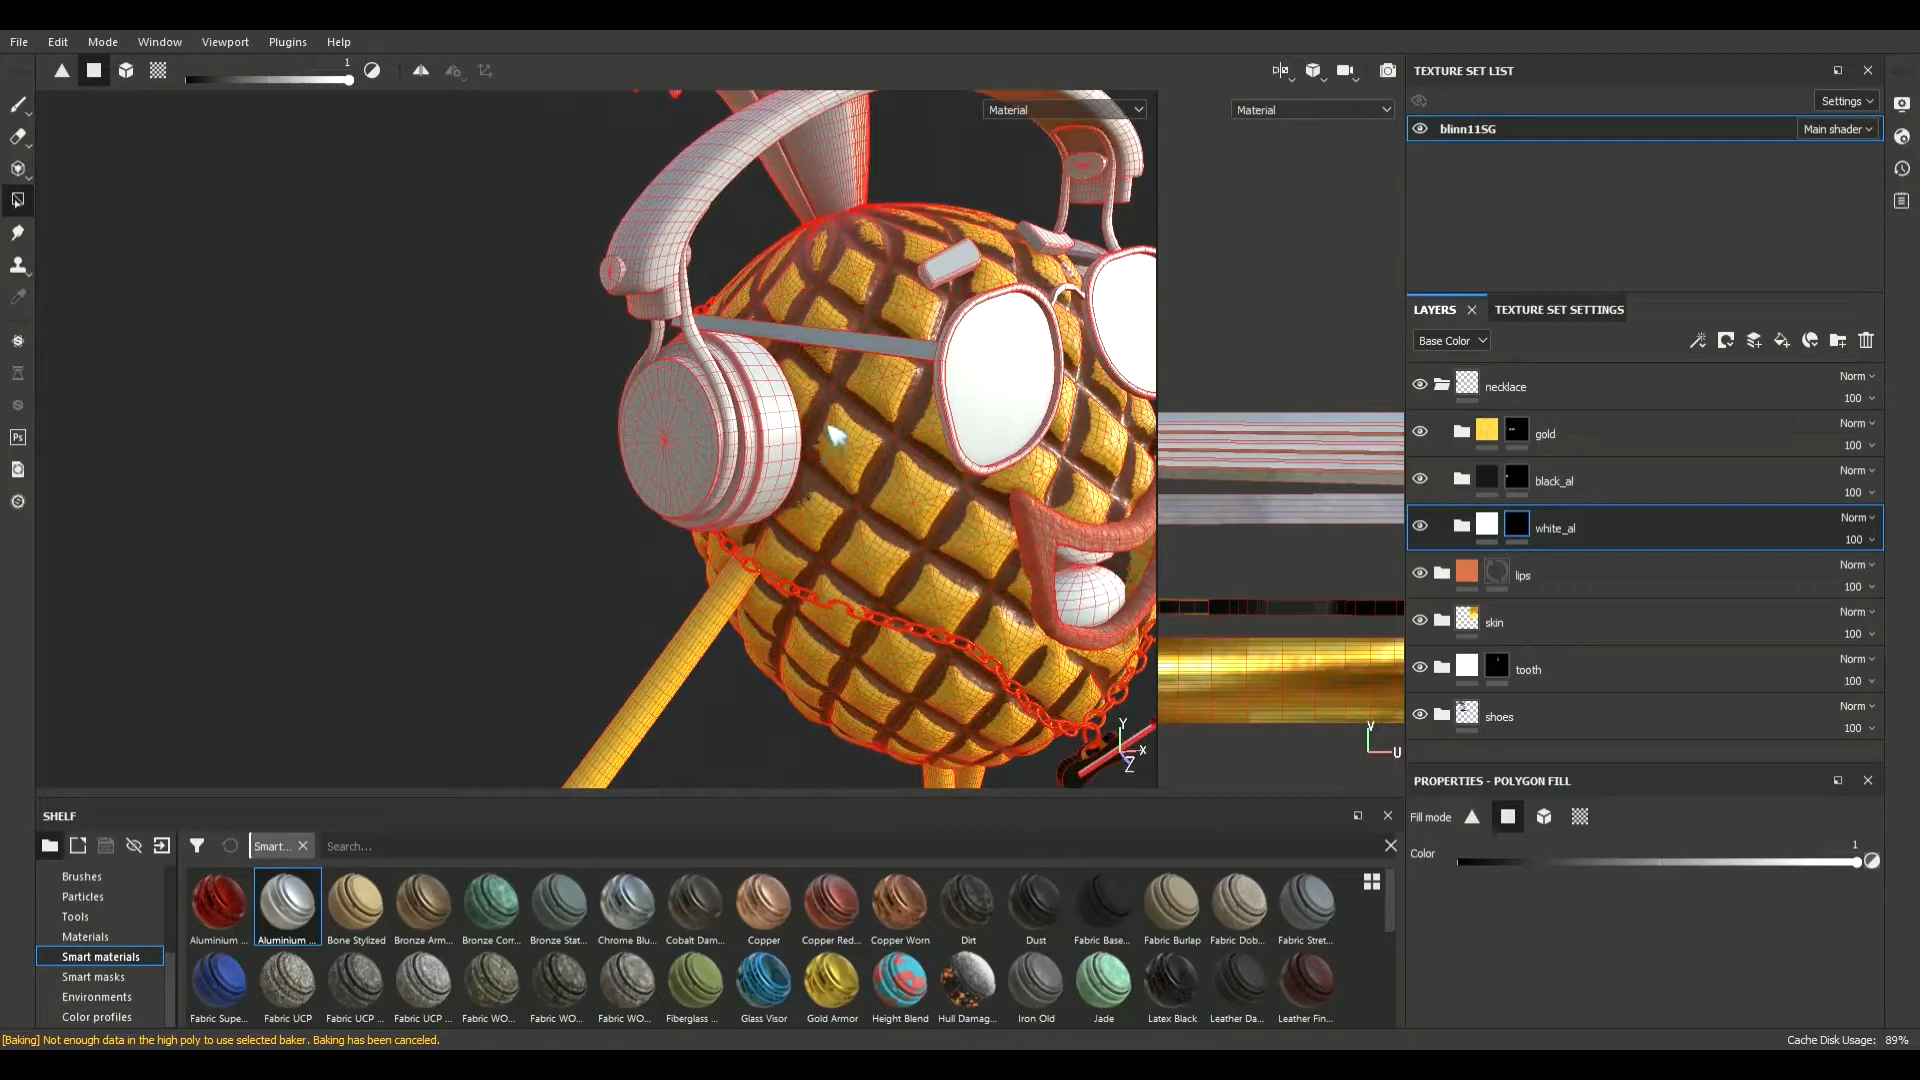 File Edit Mode Window Viewport Plugins Help
1
Material
Material
TEXTURE SET LIST
Settings
blinn11SG
Main shader
LAYERS
TEXTURE SET SETTINGS
Base Color
necklace
Norm
100
gold
Norm
100
black_al
Norm
100
white_al
Norm
100
lips
Norm
100
skin
Norm
100
tooth
Norm
100
shoes
Norm
100
Ps
Y
X
Z
V
U
PROPERTIES - POLYGON FILL
Fill mode
Color
1
SHELF
Smart...
Search...
Brushes
Particles
Tools
Materials
Smart materials
Smart masks
Environments
Color profiles
Aluminium ... Aluminium ... Bone Stylized Bronze Arm... Bronze Corr... Bronze Stat... Chrome Blu... Cobalt Dam... Copper Copper Red... Copper Worn Dirt Dust Fabric Base... Fabric Burlap Fabric Dob... Fabric Stret...
Fabric Supe... Fabric UCP Fabric UCP ... Fabric UCP ... Fabric WO... Fabric WO... Fabric WO... Fiberglass ... Glass Visor Gold Armor Height Blend Hull Damag... Iron Old Jade Latex Black Leather Da... Leather Fin...
[Baking] Not enough data in the high poly to use selected baker. Baking has been canceled.
Cache Disk Usage: 89%